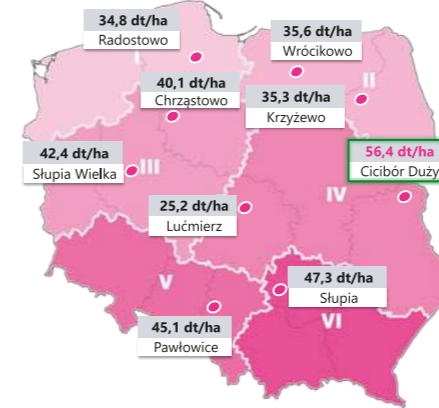 34,8 dt/ha
Radostowo
35,6 dt/ha
Wrócikowo
I
II
40,1 dt/ha
Chrząstowo
35,3 dt/ha
Krzyżewo
42,4 dt/ha
Słupia Wielka
III
56,4 dt/ha
Cicibór Duży
IV
25,2 dt/ha
Lućmierz
V
47,3 dt/ha
Słupia
VI
45,1 dt/ha
Pawłowice